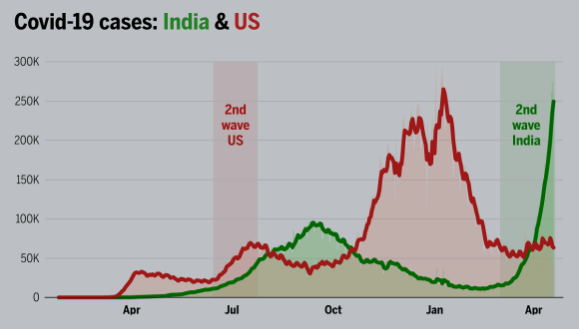 Covid-19 cases: India & US
300K
250K
200K
150K
100K
50K
0
2nd
wave
US
2nd
wave
India
Apr
Jul
Oct
Jan
Apr